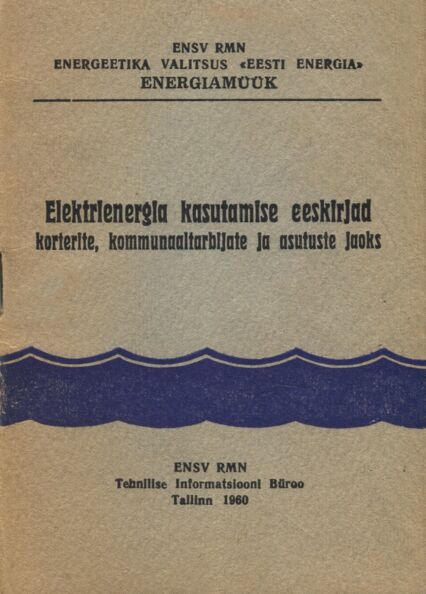 ENSV RMN
ENERGEETIKA VALITSUS «EESTI ENERGIA»
ENERGIAMÜÜK
Elektrienergia kasutamise eeskirjad
korterite, kommunaaltarbijate ja asutuste jaoks
ENSV RMN
Tehnilise Informatsiooni Büroo
Tallinn 1960